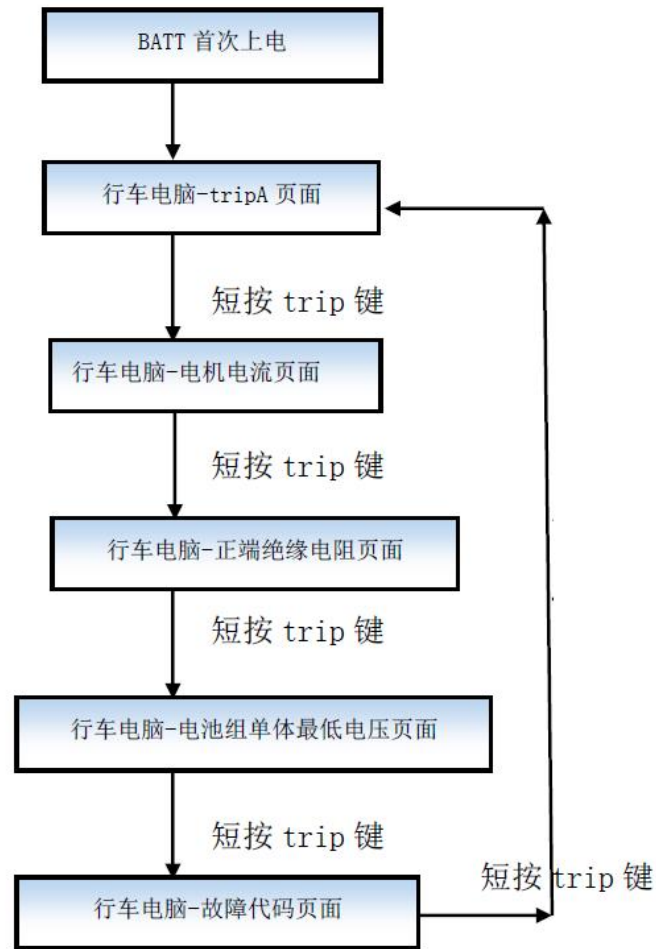 BATT 首次上电
行车电脑-tripA 页面
短按 trip 键
行车电脑-电机电流页面
短按 trip 键
行车电脑-正端绝缘电阻页面
短按 trip 键
行车电脑-电池组单体最低电压页面
短按 trip 键
短按 trip 键
行车电脑-故障代码页面